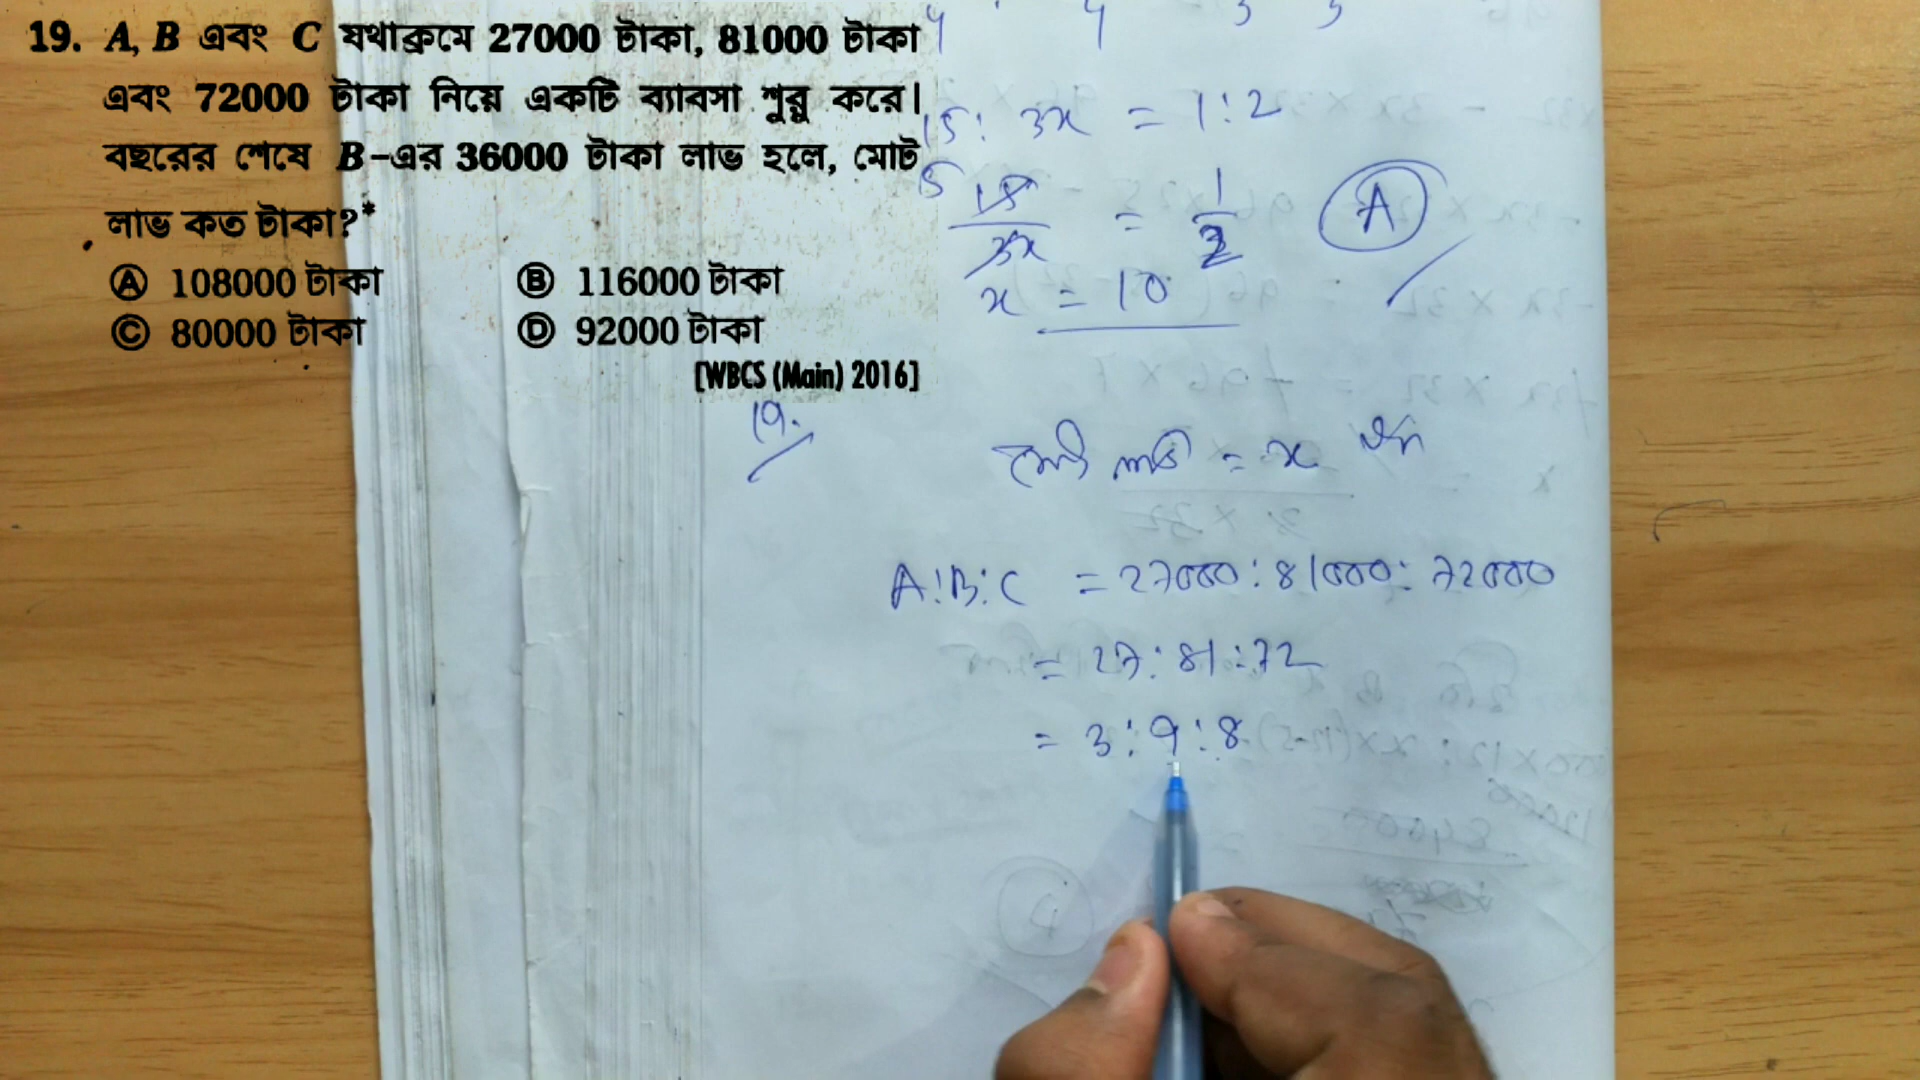 19. A, B এবং C যথাক্রমে 27000 টাকা, 81000 টাকা
এবং 72000 টাকা নিয়ে একটি ব্যাবসা শুরু করে।
বছরের শেষে B-এর 36000 টাকা লাভ হলে, মোট
লাভ কত টাকা?*
Ⓐ 108000 টাকা Ⓑ 116000 টাকা
Ⓒ 80000 টাকা Ⓓ 92000 টাকা
[WBCS (Main) 2016]
15 : 3x = 1:2
5
15/3x = 1/2
A
x = 10
19.
মোট লাভ = x
A:B:C = 27000 : 81000 : 72000
= 27 : 81 : 72
= 3 : 9 : 8